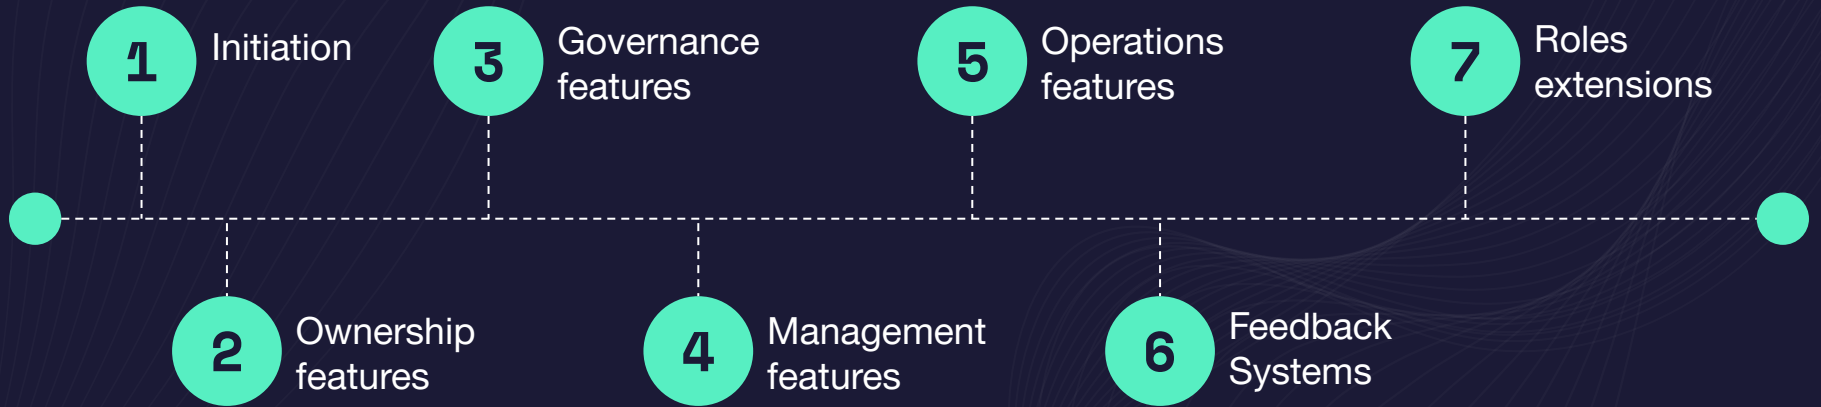 1
Initiation
2
Ownership
features
3
Governance
features
4
Management
features
5
Operations
features
6
Feedback
Systems
7
Roles
extensions